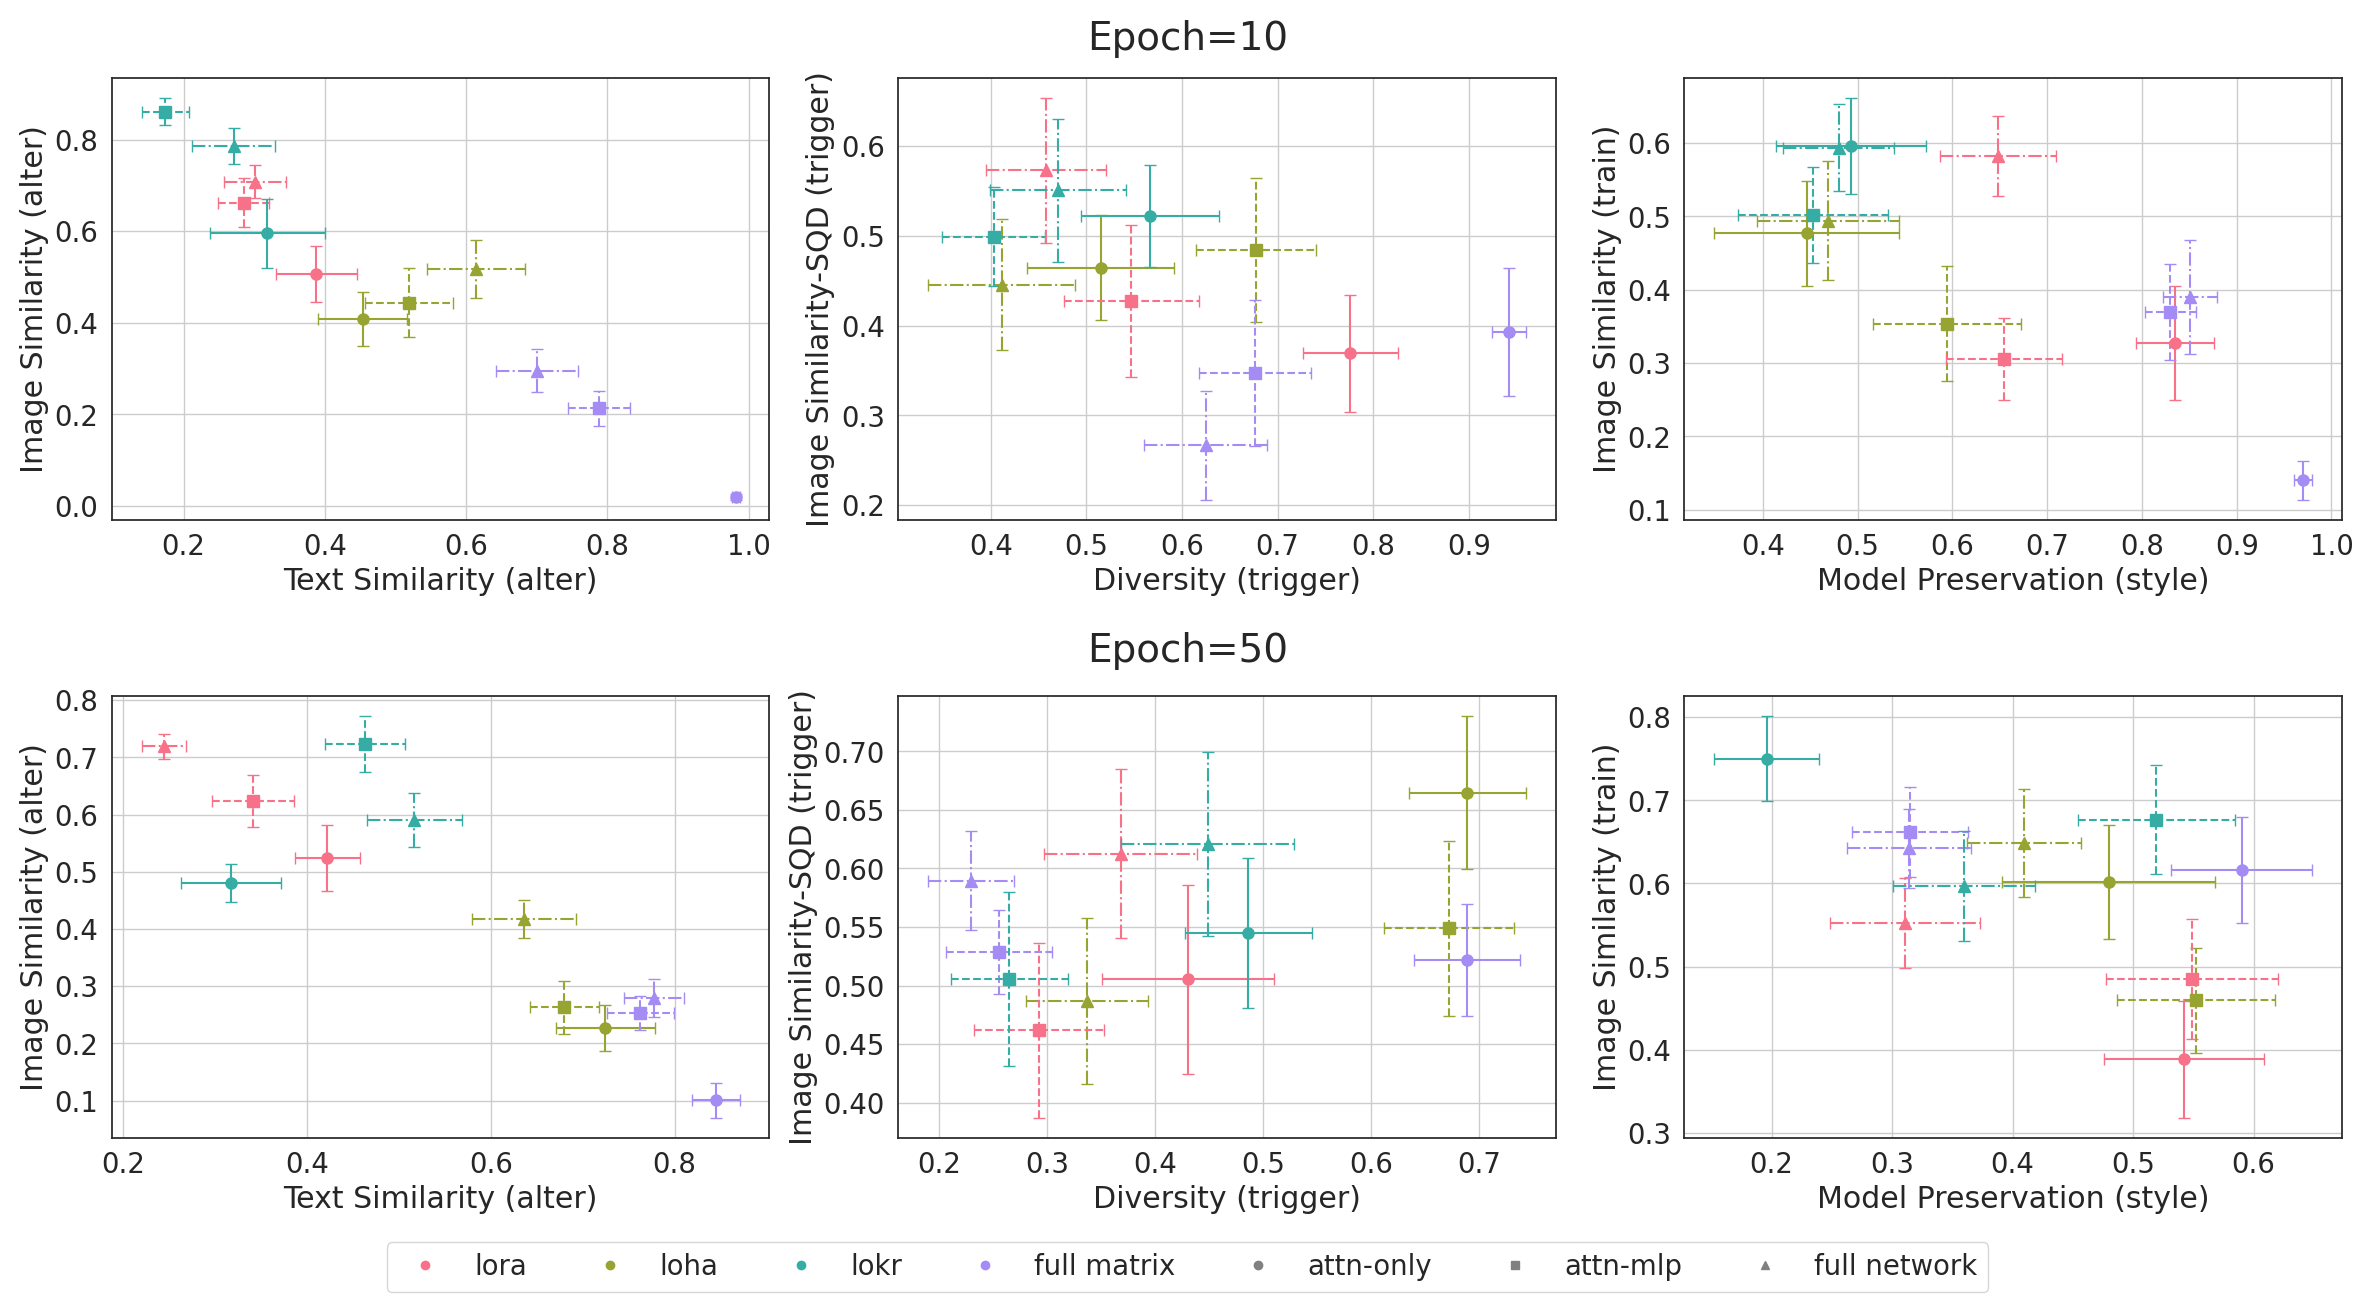 Epoch=10
Image Similarity (alter)
0.8
0.6
0.4
0.2
0.0
0.2 0.4 0.6 0.8 1.0
Text Similarity (alter)
Image Similarity-SQD (trigger)
0.6
0.5
0.4
0.3
0.2
0.4 0.5 0.6 0.7 0.8 0.9
Diversity (trigger)
Image Similarity (train)
0.6
0.5
0.4
0.3
0.2
0.1
0.4 0.5 0.6 0.7 0.8 0.9 1.0
Model Preservation (style)
Epoch=50
Image Similarity (alter)
0.8
0.7
0.6
0.5
0.4
0.3
0.2
0.1
0.2 0.4 0.6 0.8
Text Similarity (alter)
Image Similarity-SQD (trigger)
0.70
0.65
0.60
0.55
0.50
0.45
0.40
0.2 0.3 0.4 0.5 0.6 0.7
Diversity (trigger)
Image Similarity (train)
0.8
0.7
0.6
0.5
0.4
0.3
0.2 0.3 0.4 0.5 0.6
Model Preservation (style)
lora loha lokr full matrix attn-only attn-mlp full network